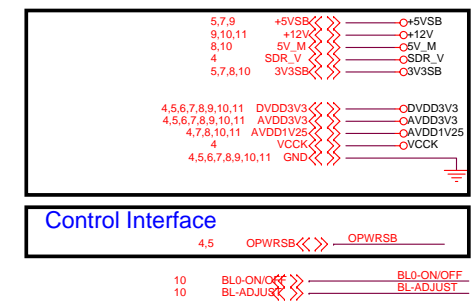 5,7,9 +5VSB +5VSB
9,10,11 +12V +12V
8,10 5V_M 5V_M
4 SDR_V SDR_V
5,7,8,10 3V3SB 3V3SB
4,5,6,7,8,9,10,11 DVDD3V3 DVDD3V3
4,5,6,7,8,9,10,11 AVDD3V3 AVDD3V3
4,7,8,10,11 AVDD1V25 AVDD1V25
4 VCCK VCCK
4,5,6,7,8,9,10,11 GND
Control Interface
4,5 OPWRSB OPWRSB
10 BL0-ON/OFF BL0-ON/OFF
10 BL-ADJUST BL-ADJUST